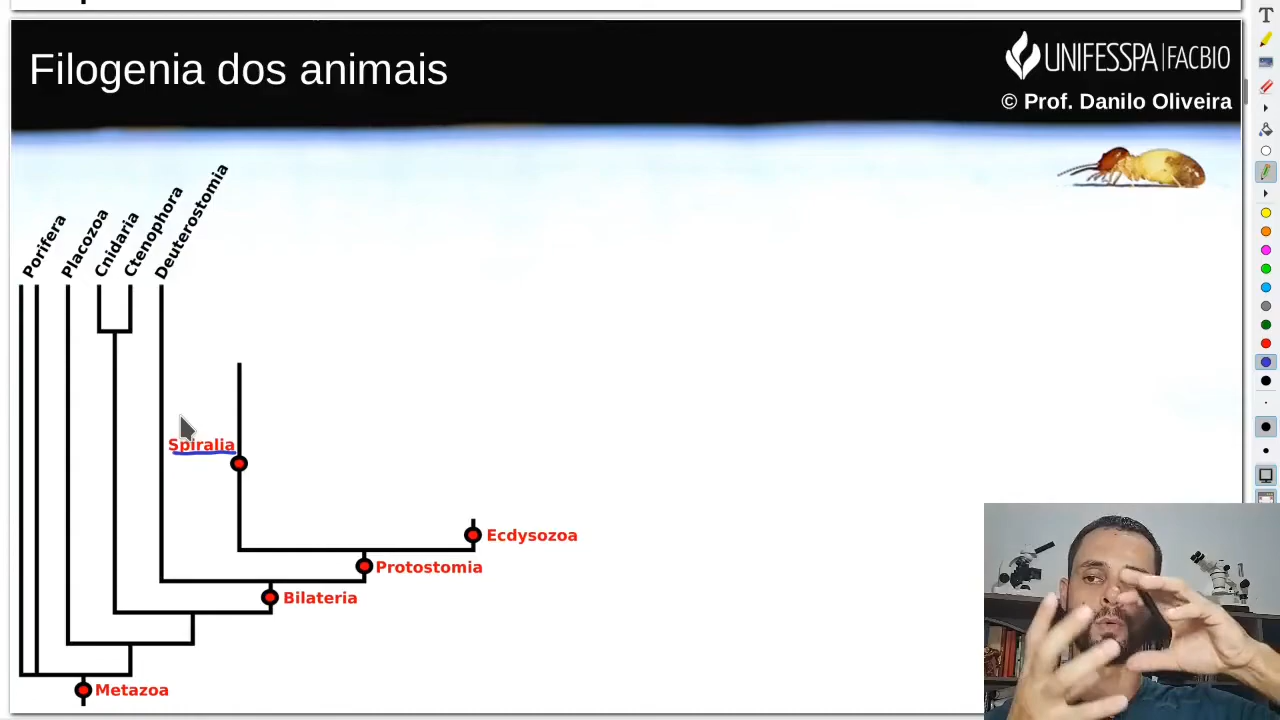 Filogenia dos animais
UNIFESSPA|FACBIO
© Prof. Danilo Oliveira
Porifera
Placozoa
Cnidaria
Ctenophora
Deuterostomia
Spiralia
Ecdysozoa
Protostomia
Bilateria
Metazoa
T